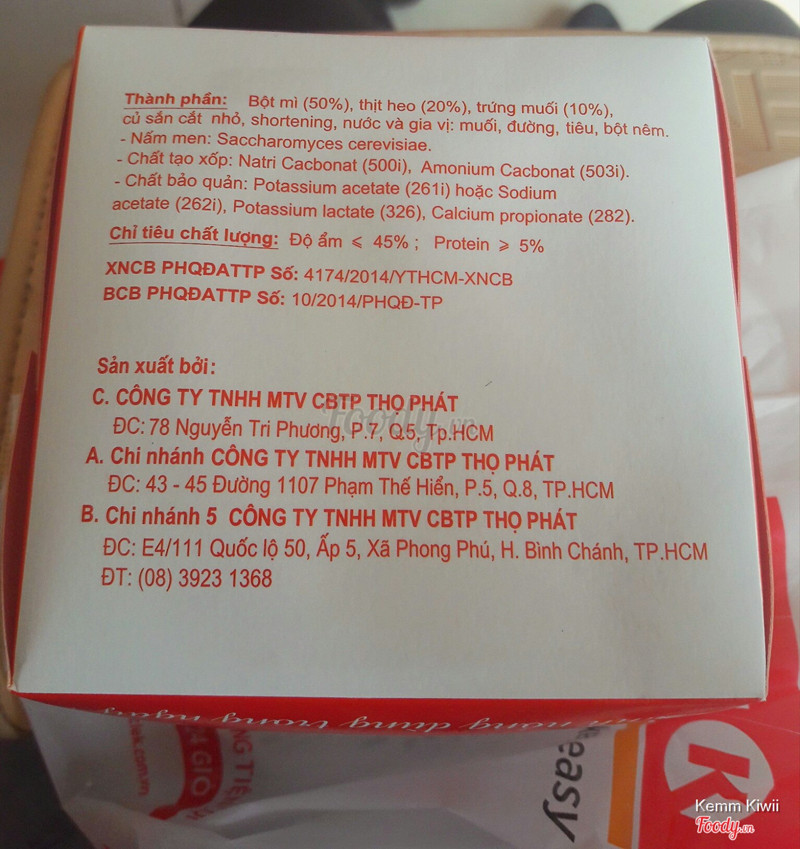 Thành phần: Bột mì (50%), thịt heo (20%), trứng muối (10%),
củ sắn cắt nhỏ, shortening, nước và gia vị: muối, đường, tiêu, bột nêm.
- Nấm men: Saccharomyces cerevisiae.
- Chất tạo xốp: Natri Cacbonat (500i), Amonium Cacbonat (503i).
- Chất bảo quản: Potassium acetate (261i) hoặc Sodium
acetate (262i), Potassium lactate (326), Calcium propionate (282).
Chỉ tiêu chất lượng: Độ ẩm ⩽ 45% ; Protein ⩾ 5%
XNCB PHQĐATTP Số: 4174/2014/YTHCM-XNCB
BCB PHQĐATTP Số: 10/2014/PHQĐ-TP
Sản xuất bởi:
C. CÔNG TY TNHH MTV CBTP THỌ PHÁT
Foody.vn
ĐC: 78 Nguyễn Tri Phương, P.7, Q5, Tp.HCM
A. Chi nhánh CÔNG TY TNHH MTV CBTP THỌ PHÁT
ĐC: 43 - 45 Đường 1107 Phạm Thế Hiển, P.5, Q.8, TP.HCM
B. Chi nhánh 5 CÔNG TY TNHH MTV CBTP THỌ PHÁT
ĐC: E4/111 Quốc lộ 50, Ấp 5, Xã Phong Phú, H. Bình Chánh, TP.HCM
ĐT: (08) 3923 1368
dùng trong ngày
easy
K
Kemm Kiwii
Foody.vn